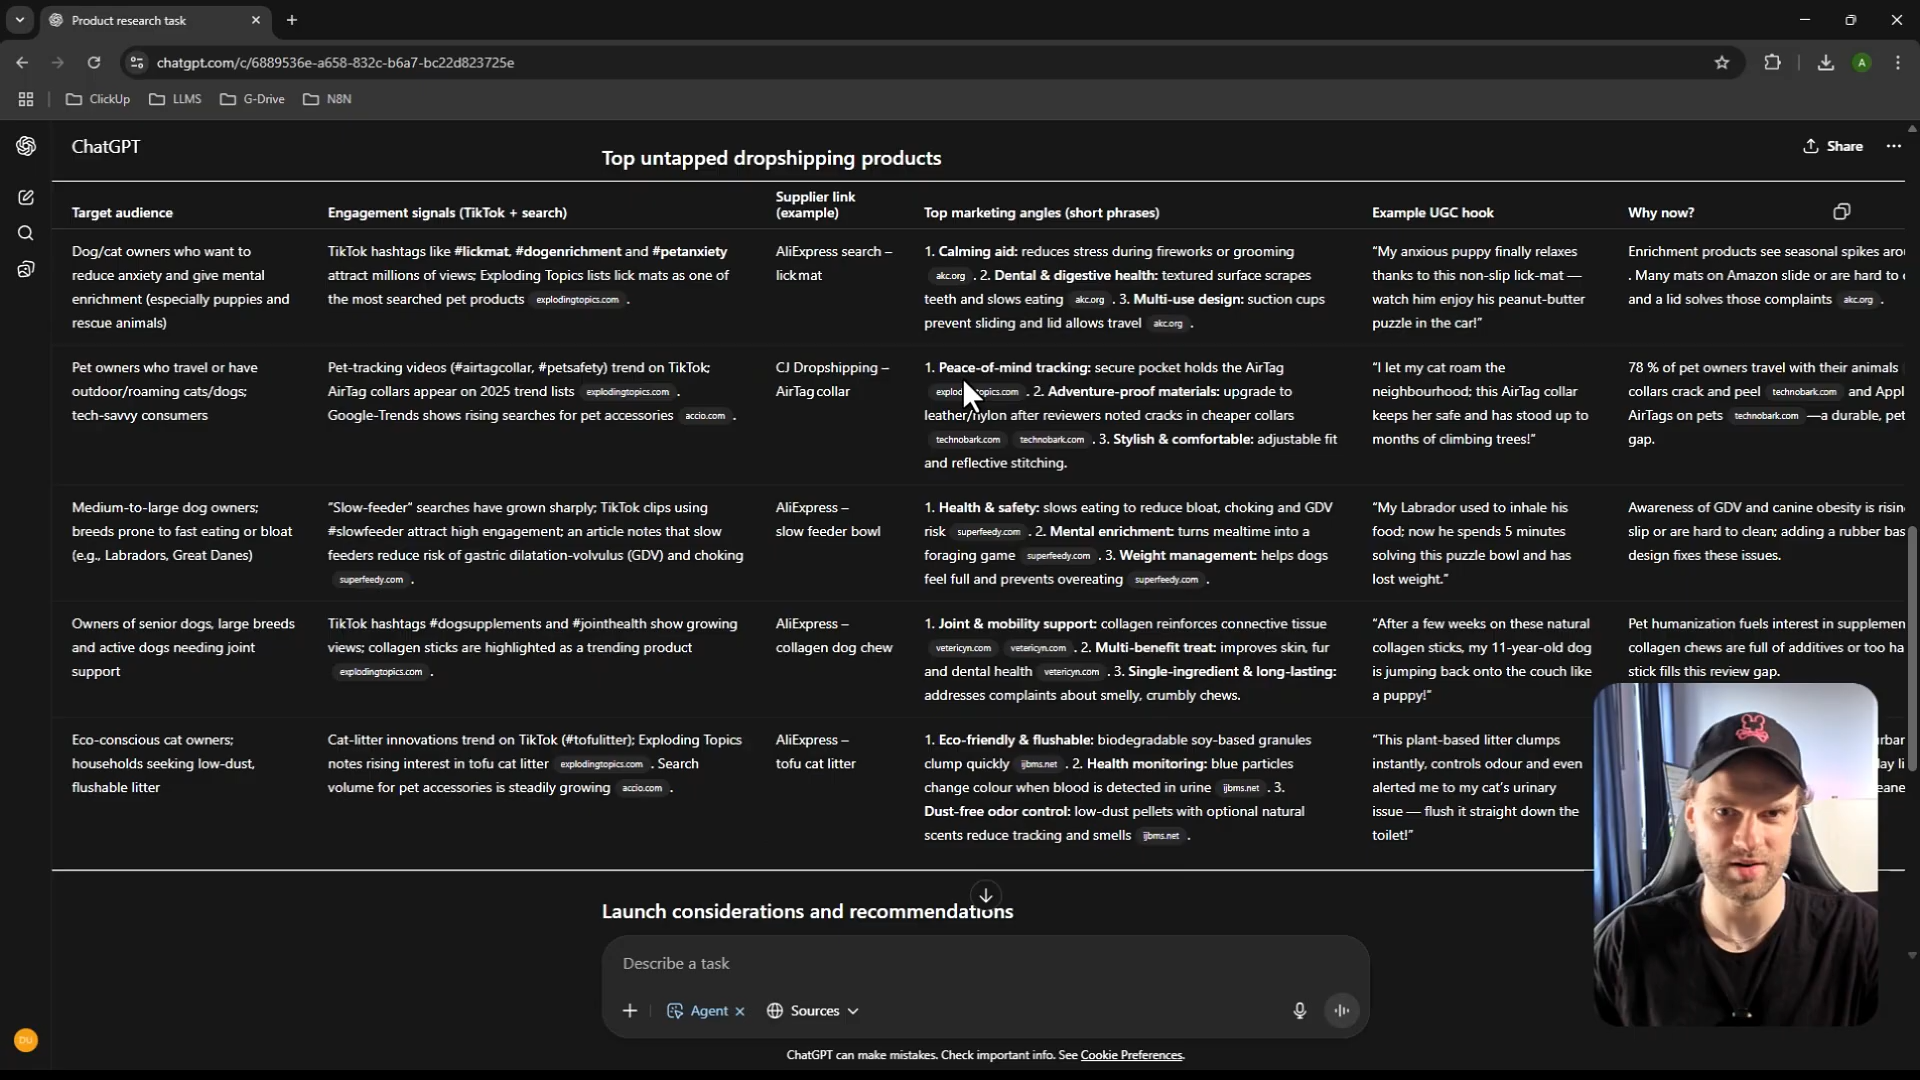 Product research task
chatgpt.com/c/6889536e-a658-832c-b6a7-bc22d823725e
A
ClickUp
LLMS
G-Drive
N8N
ChatGPT
Share
Top untapped dropshipping products
Target audience
Engagement signals (TikTok + search)
Supplier link
(example)
Top marketing angles (short phrases)
Example UGC hook
Why now?
Dog/cat owners who want to
reduce anxiety and give mental
enrichment (especially puppies and
rescue animals)
TikTok hashtags like #lickmat, #dogenrichment and #petanxiety
attract millions of views; Exploding Topics lists lick mats as one of
the most searched pet products explodingtopics.com .
AliExpress search –
lick mat
1. Calming aid: reduces stress during fireworks or grooming
akc.org . 2. Dental & digestive health: textured surface scrapes
teeth and slows eating akc.org . 3. Multi-use design: suction cups
prevent sliding and lid allows travel akc.org .
“My anxious puppy finally relaxes
thanks to this non-slip lick-mat —
watch him enjoy his peanut-butter
puzzle in the car!”
Enrichment products see seasonal spikes
. Many mats on Amazon slide or are hard to
and a lid solves those complaints akc.org .
Pet owners who travel or have
outdoor/roaming cats/dogs;
tech-savvy consumers
Pet-tracking videos (#airtagcollar, #petsafety) trend on TikTok;
AirTag collars appear on 2025 trend lists explodingtopics.com .
Google-Trends shows rising searches for pet accessories accio.com .
CJ Dropshipping –
AirTag collar
1. Peace-of-mind tracking: secure pocket holds the AirTag
. 2. Adventure-proof materials: upgrade to
leather/nylon after reviewers noted cracks in cheaper collars
technobark.com technobark.com . 3. Stylish & comfortable: adjustable fit
and reflective stitching.
“I let my cat roam the
neighbourhood; this AirTag collar
keeps her safe and has stood up to
months of climbing trees!”
78 % of pet owners travel with their animals
collars crack and peel technobark.com and
AirTags on pets technobark.com —a durable,
gap.
Medium-to-large dog owners;
breeds prone to fast eating or bloat
(e.g., Labradors, Great Danes)
“Slow-feeder” searches have grown sharply; TikTok clips using
#slowfeeder attract high engagement; an article notes that slow
feeders reduce risk of gastric dilatation-volvulus (GDV) and choking
superfeedy.com .
AliExpress –
slow feeder bowl
1. Health & safety: slows eating to reduce bloat, choking and GDV
risk superfeedy.com . 2. Mental enrichment: turns mealtime into a
foraging game superfeedy.com . 3. Weight management: helps dogs
feel full and prevents overeating superfeedy.com .
“My Labrador used to inhale his
food; now he spends 5 minutes
solving this puzzle bowl and has
lost weight.”
Awareness of GDV and canine obesity is
slip or are hard to clean; adding a rubber
design fixes these issues.
Owners of senior dogs, large breeds
and active dogs needing joint
support
TikTok hashtags #dogsupplements and #jointhealth show growing
views; collagen sticks are highlighted as a trending product
explodingtopics.com .
AliExpress –
collagen dog chew
1. Joint & mobility support: collagen reinforces connective tissue
vetericyn.com vetericyn.com . 2. Multi-benefit treat: improves skin, fur
and dental health vetericyn.com . 3. Single-ingredient & long-lasting:
addresses complaints about smelly, crumbly chews.
“After a few weeks on these natural
collagen sticks, my 11-year-old dog
is jumping back onto the couch like
a puppy!”
Pet humanization fuels interest in
collagen chews are full of additives or too
stick fills this review gap.
Eco-conscious cat owners;
households seeking low-dust,
flushable litter
Cat-litter innovations trend on TikTok (#tofulitter); Exploding Topics
notes rising interest in tofu cat litter explodingtopics.com . Search
volume for pet accessories is steadily growing accio.com .
AliExpress –
tofu cat litter
1. Eco-friendly & flushable: biodegradable soy-based granules
clump quickly ijbms.net . 2. Health monitoring: blue particles
change colour when blood is detected in urine ijbms.net . 3.
Dust-free odor control: low-dust pellets with optional natural
scents reduce tracking and smells ijbms.net .
“This plant-based litter clumps
instantly, controls odour and even
alerted me to my cat’s urinary
issue — flush it straight down the
toilet!”
Launch considerations and recommendations
Describe a task
Agent
Sources
DU
ChatGPT can make mistakes. Check important info. See Cookie Preferences.